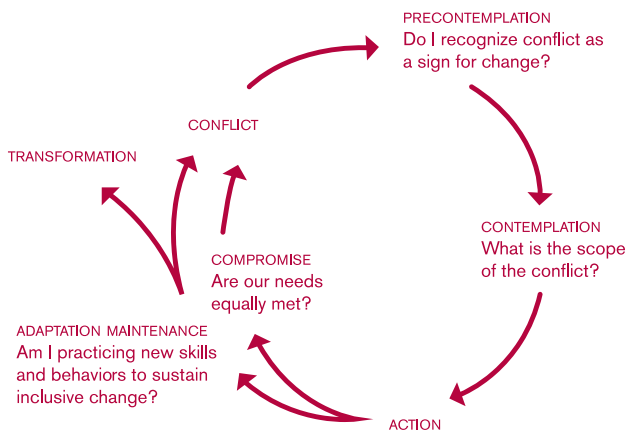 PRECONTEMPLATION
Do I recognize conflict as
a sign for change?
CONFLICT
TRANSFORMATION
CONTEMPLATION
What is the scope
of the conflict?
COMPROMISE
Are our needs
equally met?
ADAPTATION MAINTENANCE
Am I practicing new skills
and behaviors to sustain
inclusive change?
ACTION